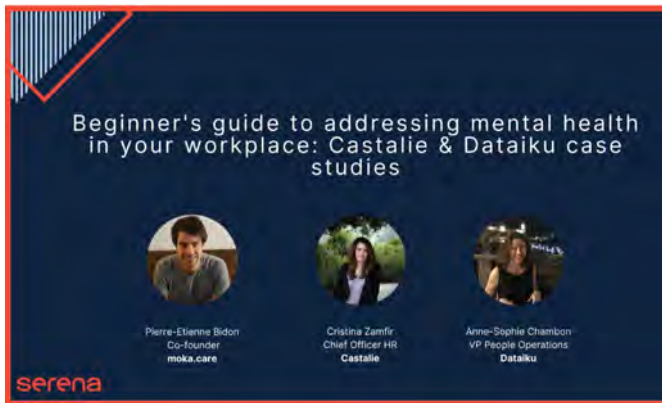 Beginner's guide to addressing mental health
in your workplace: Castalie & Dataiku case
studies
Pierre-Etienne Bidon
Co-founder
moka.care
Cristina Zamfir
Chief Officer HR
Castalie
Anne-Sophie Chambon
VP People Operations
Dataiku
serena